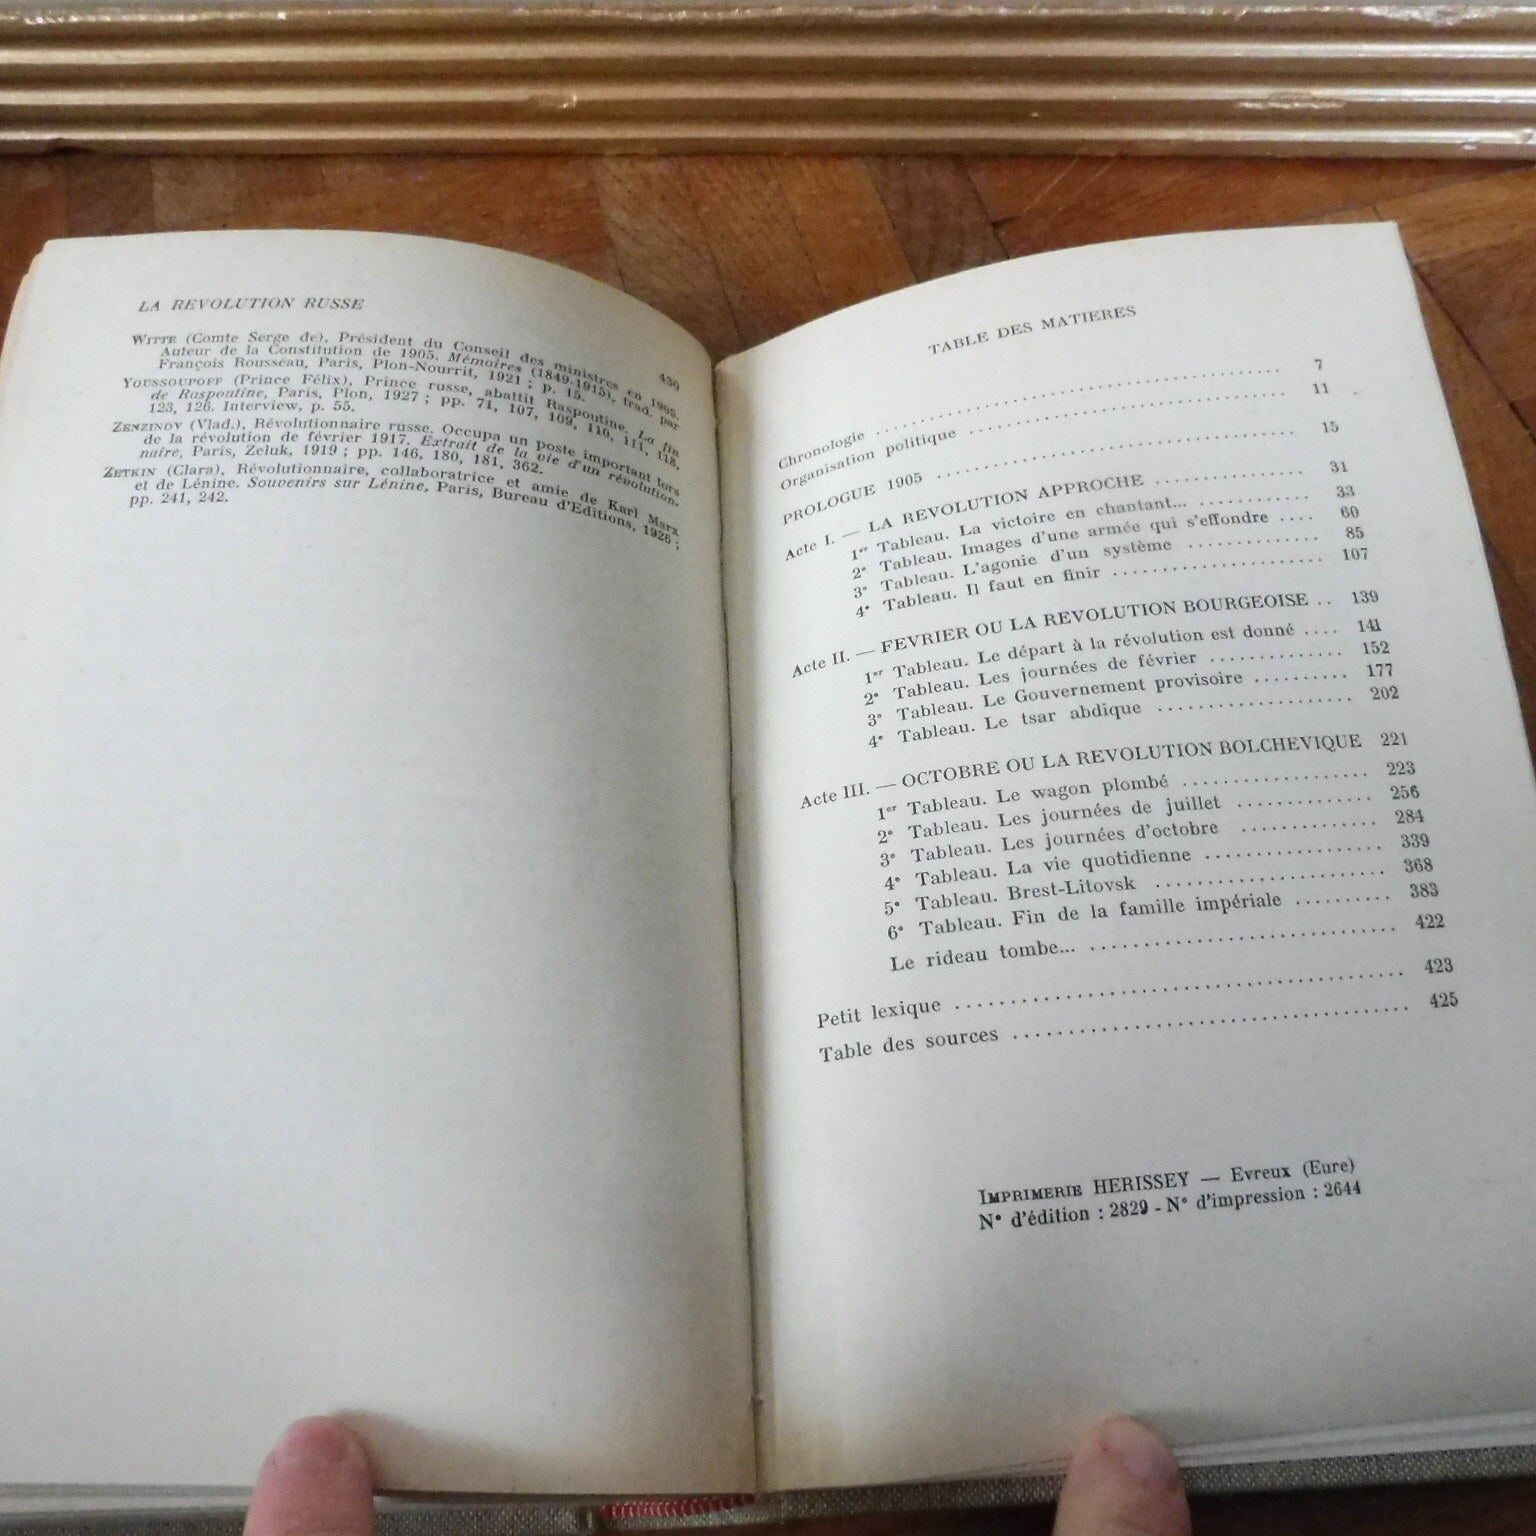 LA REVOLUTION RUSSE
430
WITTE (Comte Serge de), Président du Conseil des ministres en 1905.
Auteur de la Constitution de 1905. Mémoires (1849-1915), trad. par
François Rousseau, Paris, Plon-Nourrit, 1921 ; p. 15.
YOUSSOUPOFF (Prince Félix), Prince russe, abattit Raspoutine. La fin
de Raspoutine, Paris, Plon, 1927 ; pp. 71, 107, 109, 110, 111, 118,
123, 126. Interview, p. 55.
ZENZINOV (Vlad.), Révolutionnaire russe. Occupa un poste important lors
de la révolution de février 1917. Extrait de la vie d'un révolution-
naire, Paris, Zeluk, 1919 ; pp. 146, 180, 181, 362.
ZETKIN (Clara), Révolutionnaire, collaboratrice et amie de Karl Marx
et de Lénine. Souvenirs sur Lénine, Paris, Bureau d'Editions, 1926 ;
pp. 241, 242.
TABLE DES MATIERES
Chronologie .......... 7
Organisation politique .......... 11
PROLOGUE 1905 .......... 15
Acte I. — LA REVOLUTION APPROCHE .......... 31
1er Tableau. La victoire en chantant... .......... 33
2e Tableau. Images d'une armée qui s'effondre .... 60
3e Tableau. L'agonie d'un système .......... 85
4e Tableau. Il faut en finir .......... 107
Acte II. — FEVRIER OU LA REVOLUTION BOURGEOISE .. 139
1er Tableau. Le départ à la révolution est donné .... 141
2e Tableau. Les journées de février .......... 152
3e Tableau. Le Gouvernement provisoire .......... 177
4e Tableau. Le tsar abdique .......... 202
Acte III. — OCTOBRE OU LA REVOLUTION BOLCHEVIQUE 221
1er Tableau. Le wagon plombé .......... 223
2e Tableau. Les journées de juillet .......... 256
3e Tableau. Les journées d'octobre .......... 284
4e Tableau. La vie quotidienne .......... 339
5e Tableau. Brest-Litovsk .......... 368
6e Tableau. Fin de la famille impériale .......... 383
Le rideau tombe... .......... 422
Petit lexique .......... 423
Table des sources .......... 425
IMPRIMERIE HERISSEY — Evreux (Eure)
N° d'édition : 2829 - N° d'impression : 2644